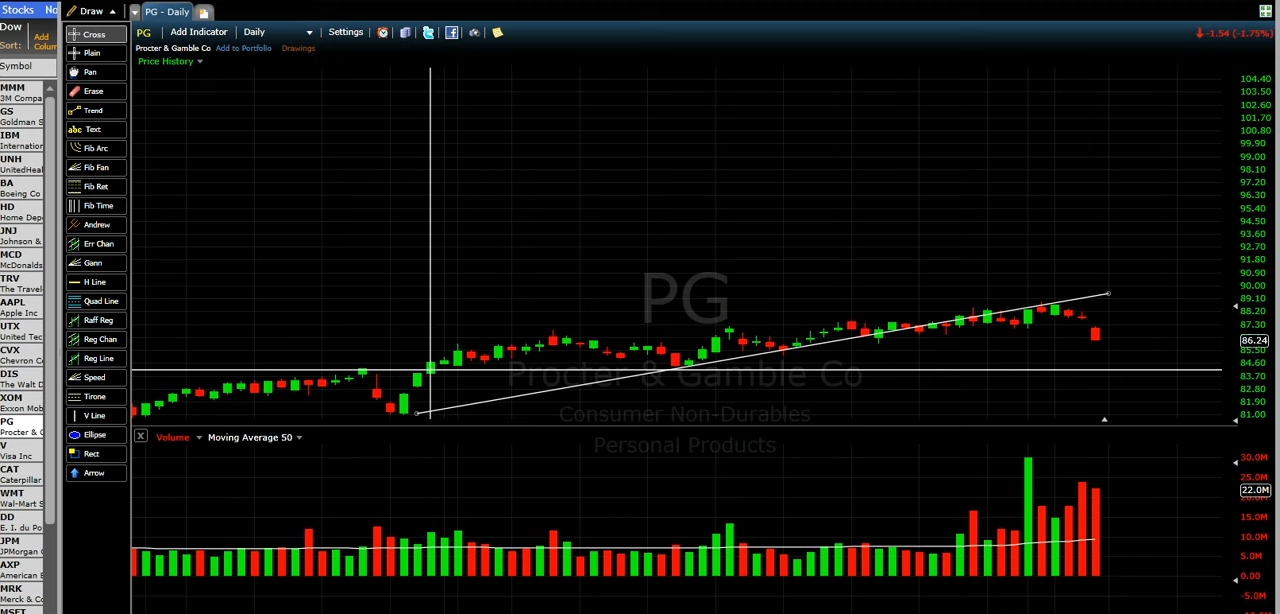 Stocks No
Dow
Add
Sort:
Colum
Symbol
MMM
3M Compa
GS
Goldman S
IBM
Internation
UNH
UnitedHeal
BA
Boeing Co
HD
Home Dep
JNJ
Johnson &
MCD
McDonalds
TRV
The Travel
AAPL
Apple Inc
UTX
United Tec
CVX
Chevron C
DIS
The Walt D
XOM
Exxon Mob
PG
Procter & G
V
Visa Inc
CAT
Caterpillar
WMT
Wal-Mart S
DD
E. I. du Po
JPM
JPMorgan C
AXP
American E
MRK
Merck & C
MSFT
Draw
Cross
Plain
Pan
Erase
Trend
abc Text
Fib Arc
Fib Fan
Fib Ret
Fib Time
Andrew
Err Chan
Gann
H Line
Quad Line
Raff Reg
Reg Chan
Reg Line
Speed
Tirone
V Line
Ellipse
Rect
Arrow
PG - Daily
PG Add Indicator Daily Settings
-1.54 (-1.75%)
Procter & Gamble Co Add to Portfolio Drawings
Price History
104.40
103.50
102.60
101.70
100.80
99.90
99.00
98.10
97.20
96.30
95.40
94.50
93.60
92.70
91.80
90.90
90.00
89.10
88.20
87.30
86.24
85.50
84.60
83.70
82.80
81.90
81.00
PG
Procter & Gamble Co
Consumer Non-Durables
Personal Products
X Volume Moving Average 50
30.0M
25.0M
22.0M
15.0M
10.0M
5.0M
0.00
-5.0M